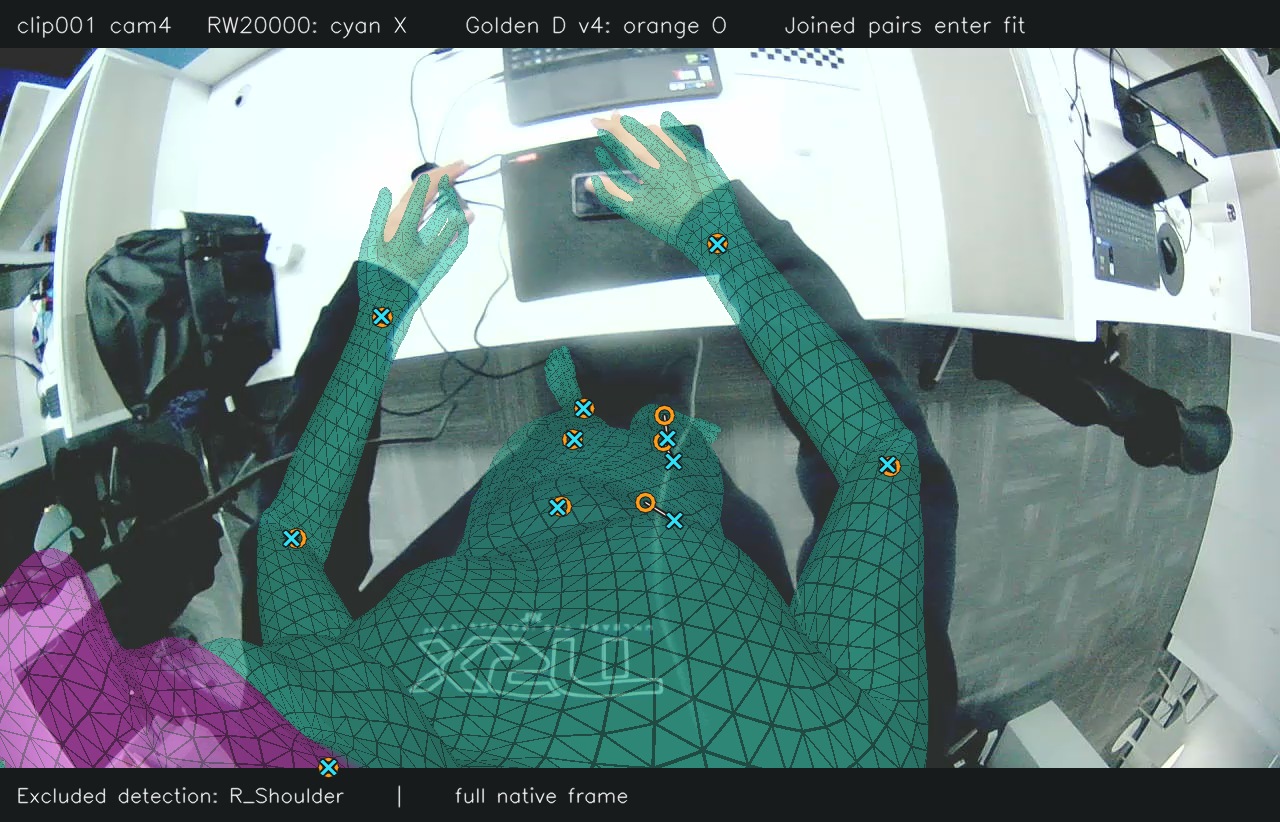 clip001 cam4 RW20000: cyan X Golden D v4: orange O Joined pairs enter fit
Excluded detection: R_Shoulder | full native frame